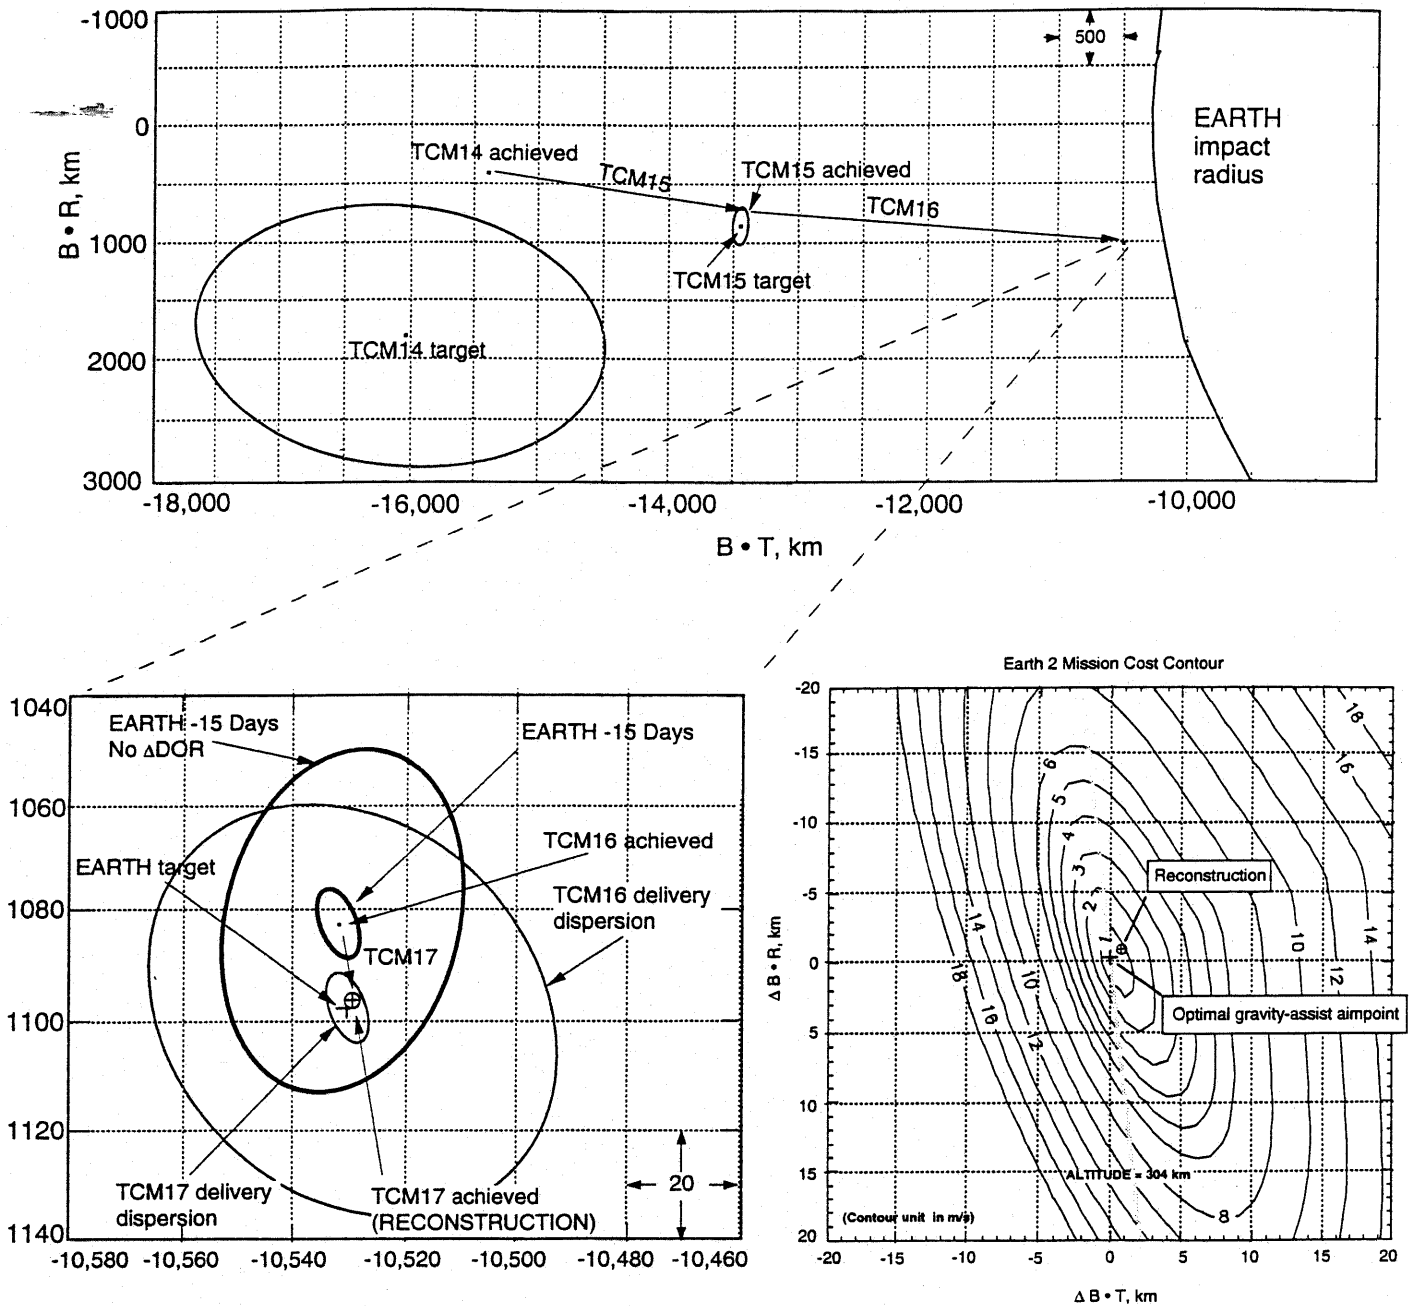 -1000
0
1000
2000
3000
B • R, km
500
EARTH
impact
radius
TCM14 achieved
TCM15
TCM15 achieved
TCM16
TCM15 target
TCM14 target
-18,000
-16,000
-14,000
-12,000
-10,000
B • T, km
1040
1060
1080
1100
1120
1140
EARTH -15 Days
No ΔDOR
EARTH -15 Days
TCM16 achieved
EARTH target
TCM16 delivery
dispersion
TCM17
20
TCM17 delivery
dispersion
TCM17 achieved
(RECONSTRUCTION)
-10,580
-10,560
-10,540
-10,520
-10,500
-10,480
-10,460
Earth 2 Mission Cost Contour
-20
-15
-10
-5
0
5
10
15
20
Δ B • R, km
18
16
6
5
4
3
2
1
Reconstruction
14
18
16
10
12
10
12
14
Optimal gravity-assist aimpoint
ALTITUDE = 304 km
8
(Contour unit in m/s)
-20
-15
-10
-5
0
5
10
15
20
Δ B • T, km